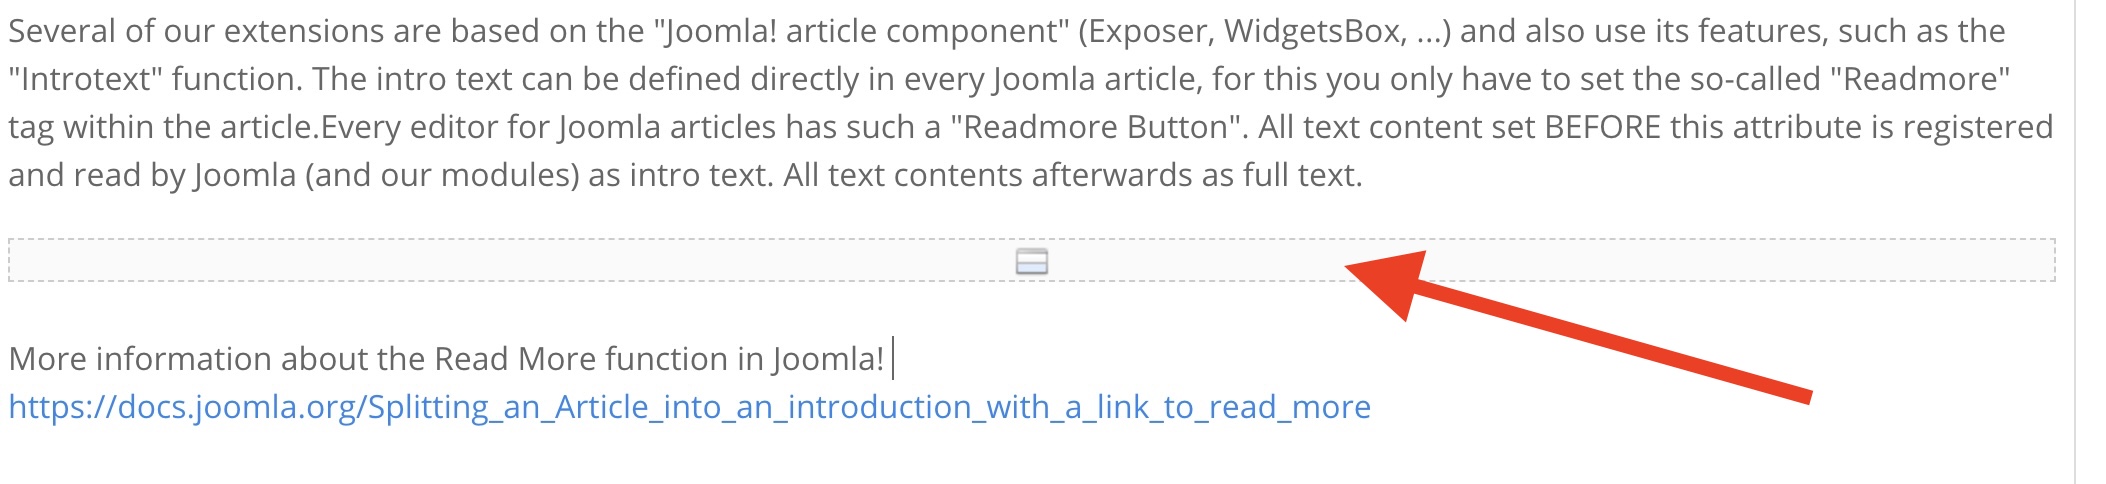 Several of our extensions are based on the "Joomla! article component" (Exposer, WidgetsBox, ...) and also use its features, such as the
"Introtext" function. The intro text can be defined directly in every Joomla article, for this you only have to set the so-called "Readmore"
tag within the article.Every editor for Joomla articles has such a "Readmore Button". All text content set BEFORE this attribute is registered
and read by Joomla (and our modules) as intro text. All text contents afterwards as full text.
More information about the Read More function in Joomla!
https://docs.joomla.org/Splitting_an_Article_into_an_introduction_with_a_link_to_read_more